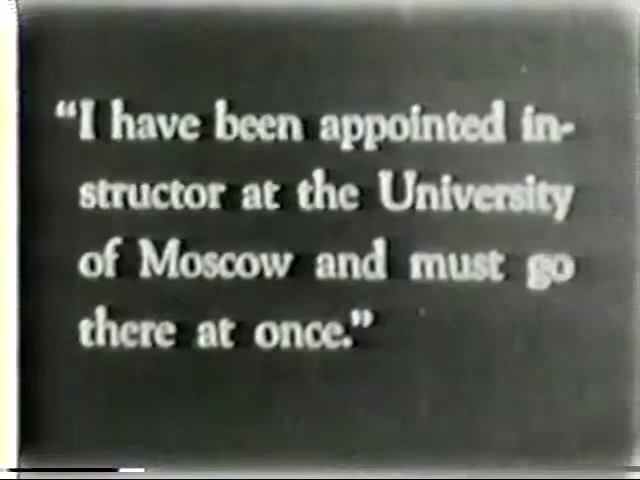 “I have been appointed in-
structor at the University
of Moscow and must go
there at once.”